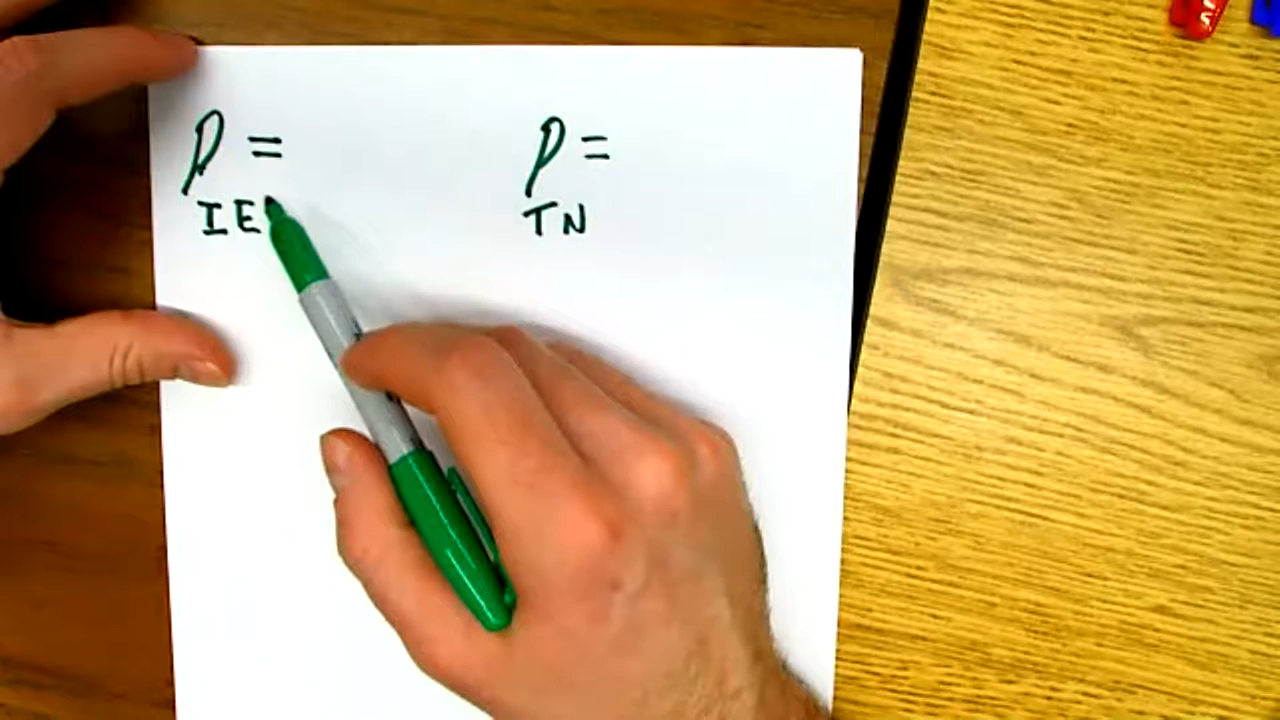 P = P =
IE TN